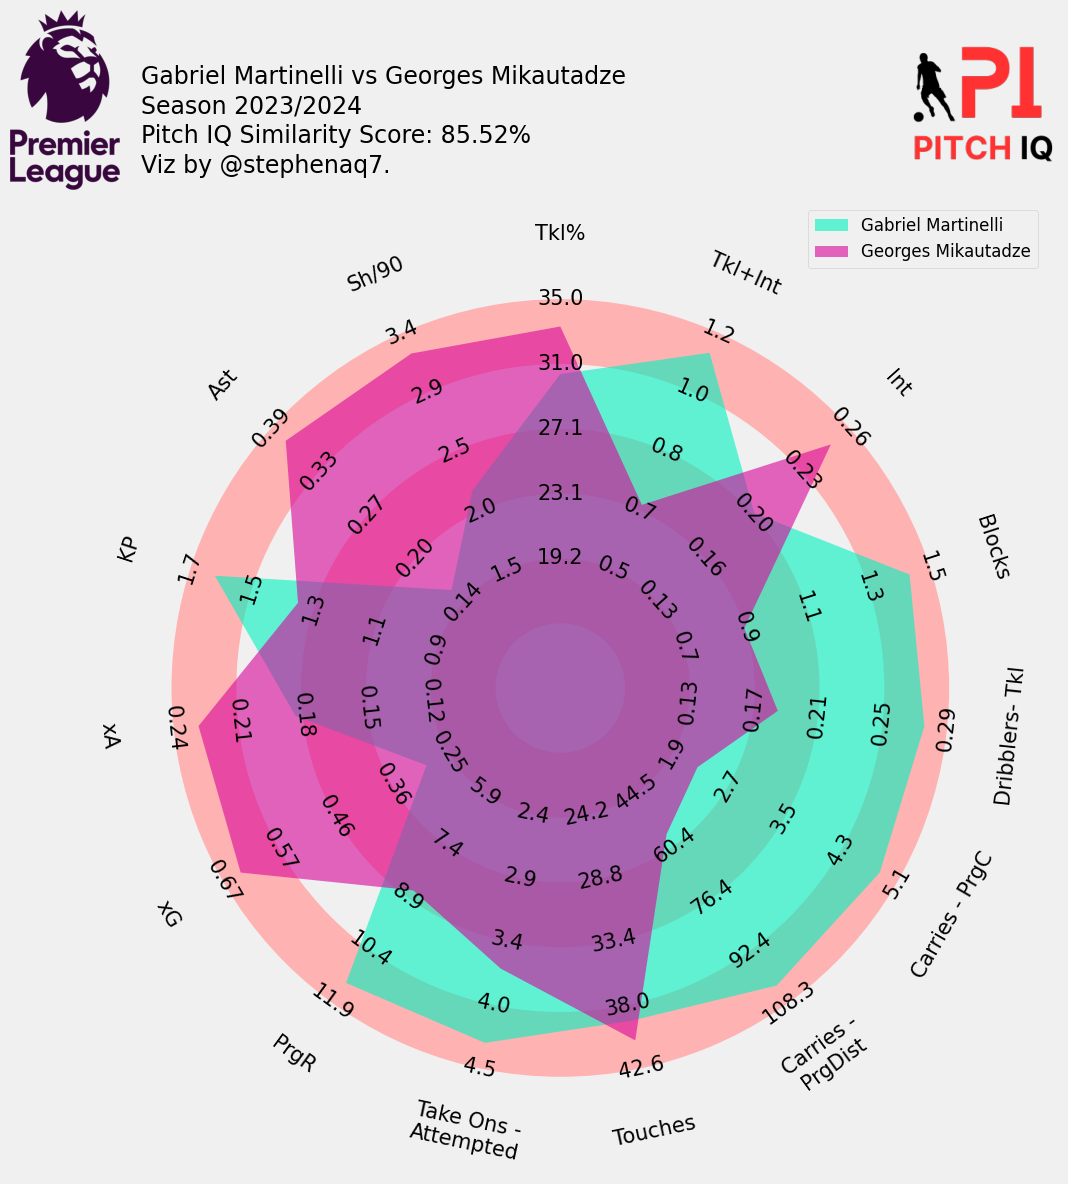 Premier
League
Gabriel Martinelli vs Georges Mikautadze
Season 2023/2024
Pitch IQ Similarity Score: 85.52%
Viz by @stephenaq7.
PI
PITCH IQ
Gabriel Martinelli
Georges Mikautadze
Tkl%
35.0
31.0
27.1
23.1
19.2
Tkl+Int
1.2
1.0
0.8
0.7
0.5
Int
0.26
0.23
0.20
0.16
0.13
Blocks
1.5
1.3
1.1
0.9
0.7
Dribblers- Tkl
0.29
0.25
0.21
0.17
0.13
Carries - PrgC
5.1
4.3
3.5
2.7
1.9
Carries -
PrgDist
108.3
92.4
76.4
60.4
44.5
Touches
42.6
38.0
33.4
28.8
24.2
Take Ons -
Attempted
4.5
4.0
3.4
2.9
2.4
PrgR
11.9
10.4
8.9
7.4
5.9
xG
0.67
0.57
0.46
0.36
0.25
xA
0.24
0.21
0.18
0.15
0.12
KP
1.7
1.5
1.3
1.1
0.9
Ast
0.39
0.33
0.27
0.20
0.14
Sh/90
3.4
2.9
2.5
2.0
1.5